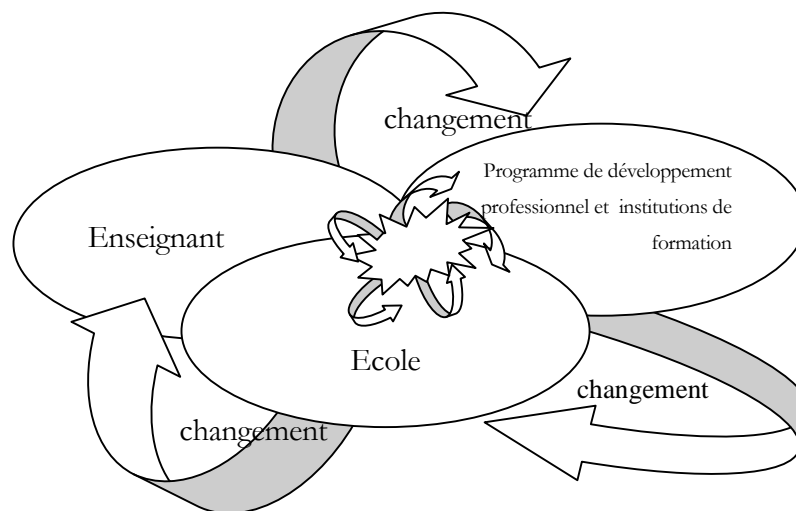 changement
Programme de développement
professionnel et institutions de
formation
Enseignant
Ecole
changement
changement